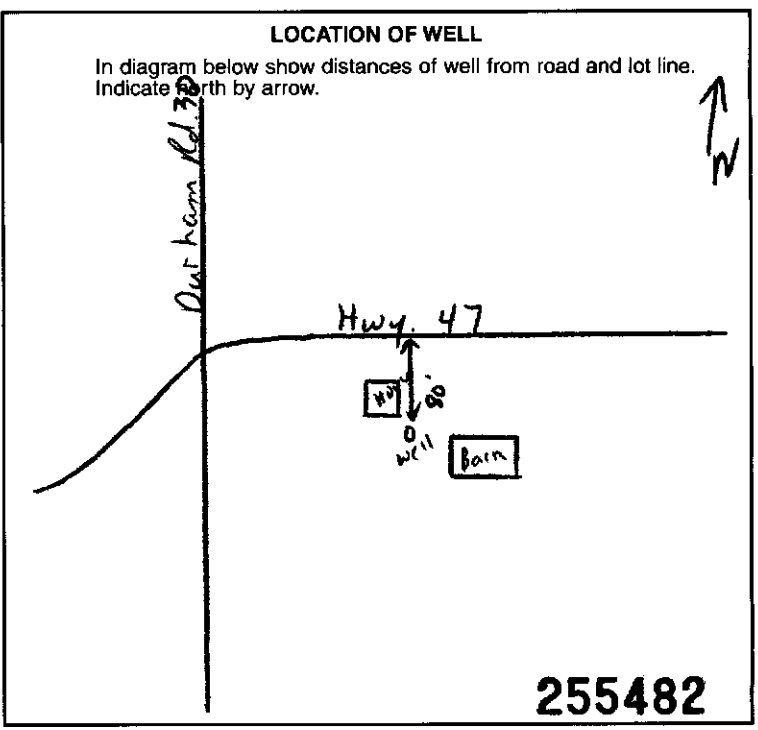 LOCATION OF WELL
In diagram below show distances of well from road and lot line.
Indicate north by arrow.
Durham Rd. 30
N
Hwy. 47
80'
well
Barn
255482